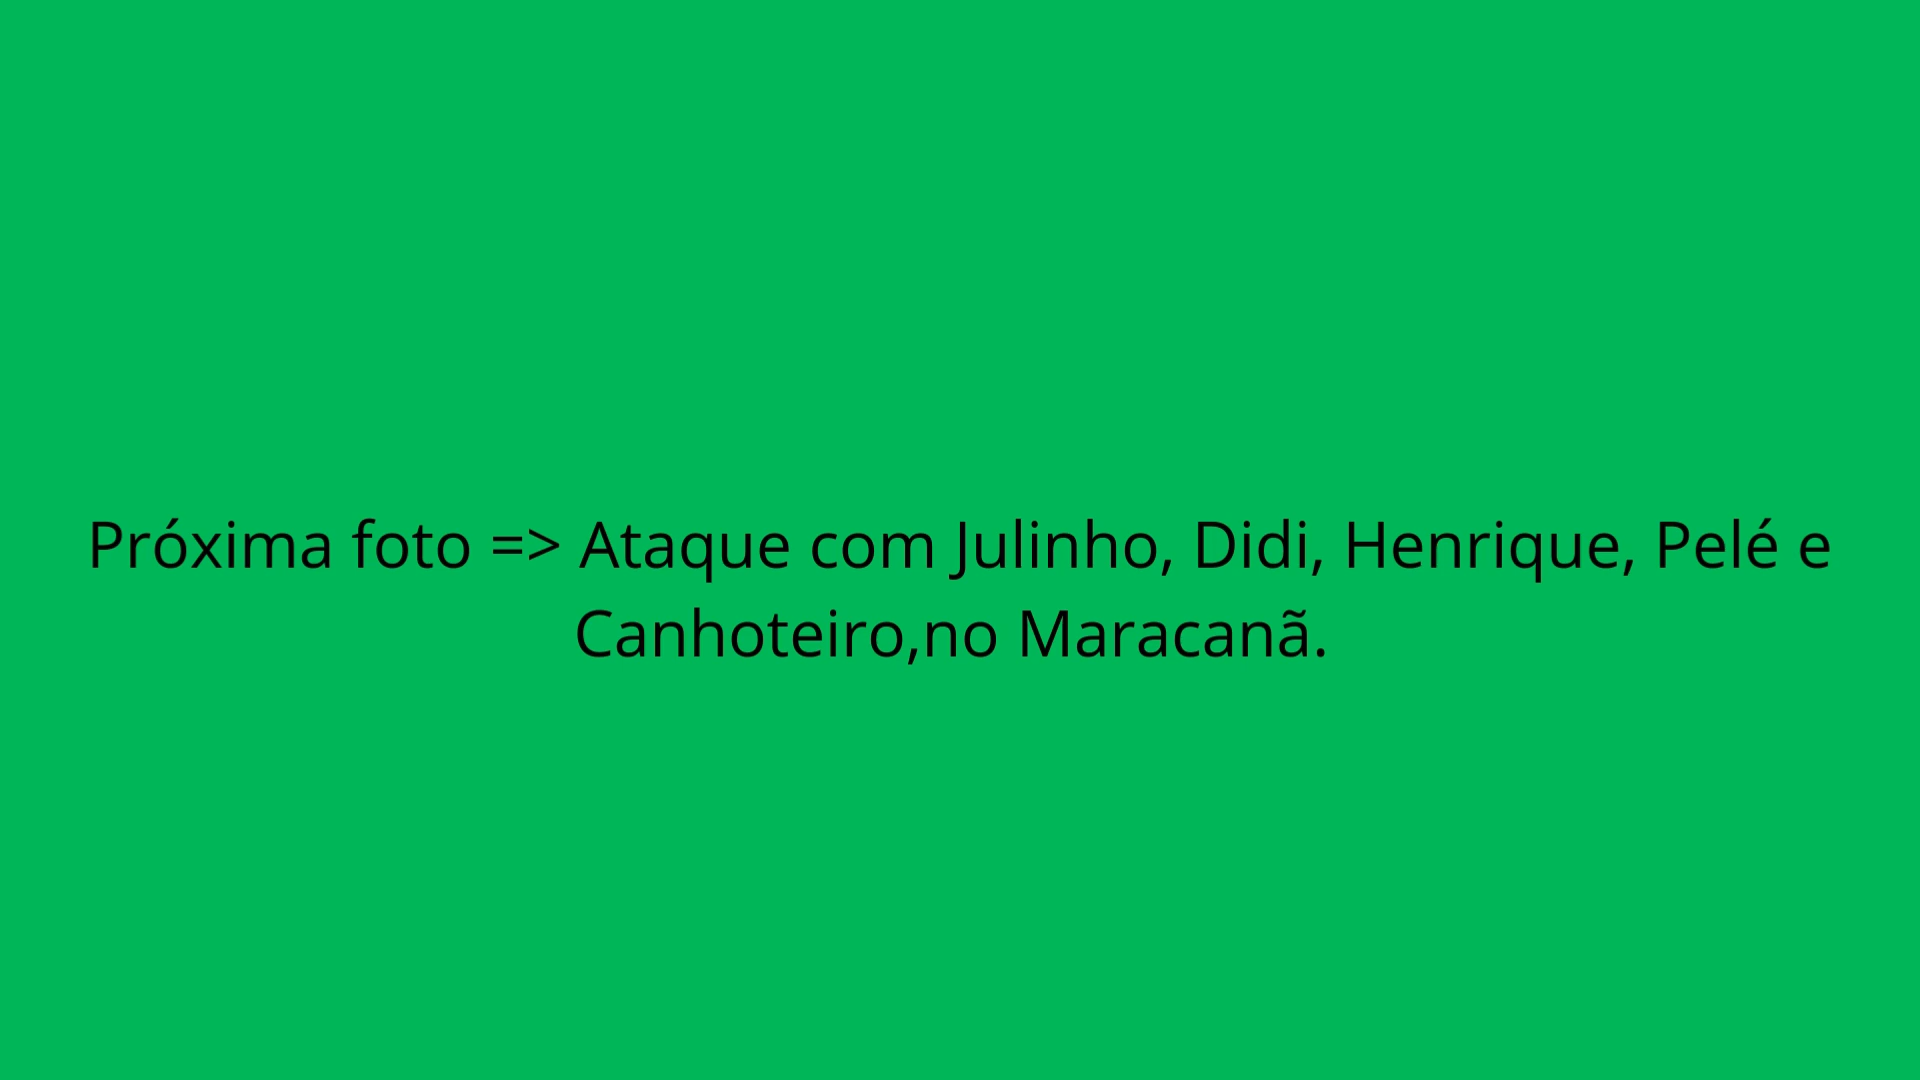 Próxima foto => Ataque com Julinho, Didi, Henrique, Pelé e
Canhoteiro,no Maracanã.